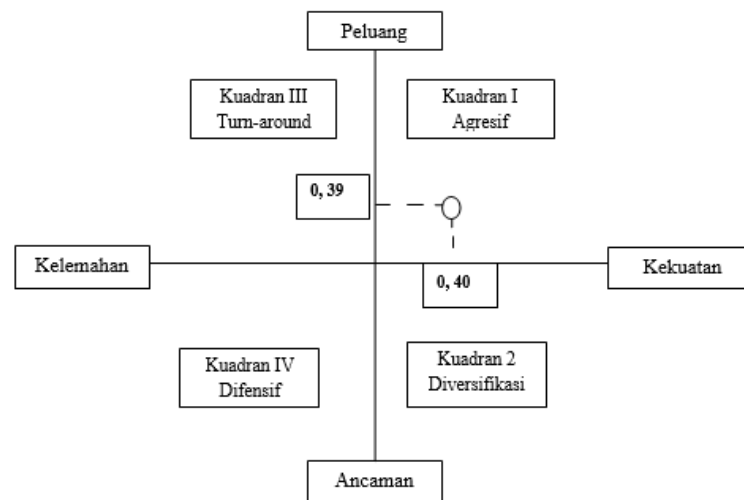 Peluang
Kuadran III
Turn-around
Kuadran I
Agresif
0, 39
Kelemahan
0, 40
Kekuatan
Kuadran IV
Difensif
Kuadran 2
Diversifikasi
Ancaman